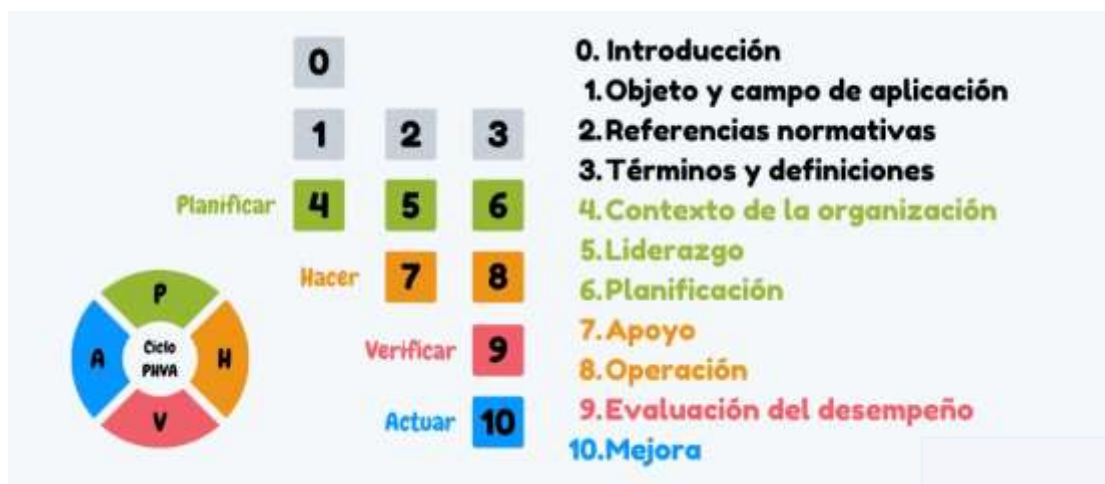 0
1 2 3
Planificar 4 5 6
Hacer 7 8
Verificar 9
Actuar 10
P
A Ciclo PHVA H
V
0. Introducción
1. Objeto y campo de aplicación
2. Referencias normativas
3. Términos y definiciones
4. Contexto de la organización
5. Liderazgo
6. Planificación
7. Apoyo
8. Operación
9. Evaluación del desempeño
10. Mejora